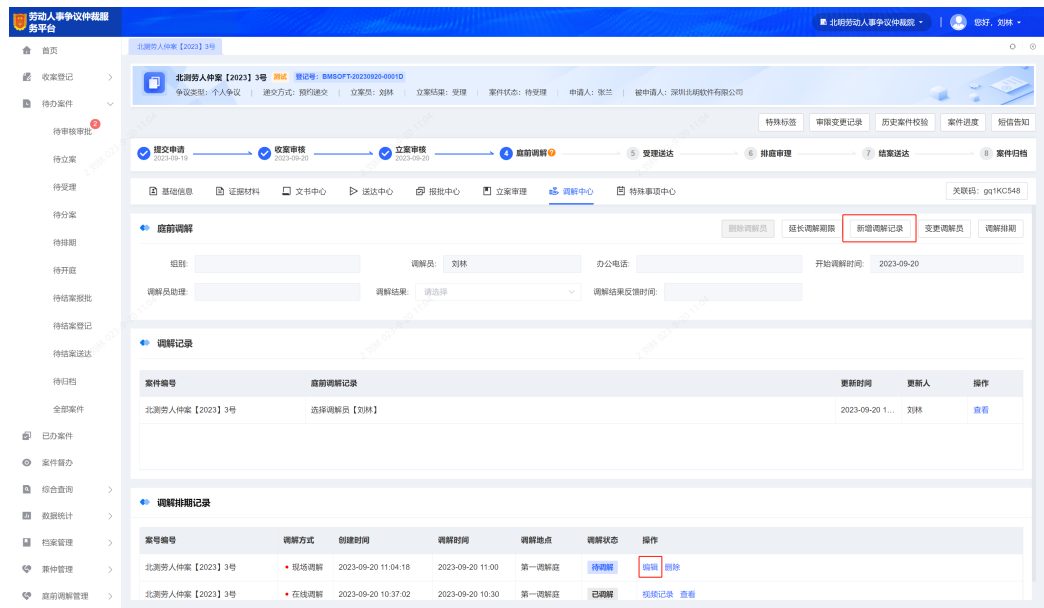 劳动人事争议仲裁服
务平台
北明劳动人事争议仲裁院
您好, 刘林
首页
收案登记
待办案件
待审核审批
2
待立案
待受理
待分案
待排期
待开庭
待结案报批
待结案登记
待结案送达
待归档
全部案件
已办案件
案件督办
综合查询
数据统计
档案管理
兼仲管理
庭前调解管理
北测劳人仲案【2023】3号
北测劳人仲案【2023】3号 测试 登记号: BMSOFT-20230920-0001D
争议类型: 个人争议 | 递交方式: 预约递交 | 立案员: 刘林 立案结果: 受理 | 案件状态: 待受理 | 申请人: 张兰 | 被申请人: 深圳北明软件有限公司
特殊标签 审限变更记录 历史案件校验 案件进度 短信告知
提交申请 收案审核 立案审核 4 庭前调解 5 受理送达 6 排庭审理 7 结案送达 8 案件归档
2023-09-19 2023-09-20 2023-09-20
基础信息 证据材料 文书中心 送达中心 报批中心 立案审理 调解中心 特殊事项中心 关联码: gq1KC548
庭前调解 删除调解员 延长调解期限 新增调解记录 变更调解员 调解排期
组别: 调解员: 刘林 办公电话: 开始调解时间: 2023-09-20
调解员助理: 调解结果: 请选择 调解结果反馈时间:
调解记录
案件编号 庭前调解记录 更新时间 更新人 操作
北测劳人仲案【2023】3号 选择调解员【刘林】 2023-09-20 1... 刘林 查看
调解排期记录
案号编号 调解方式 创建时间 调解时间 调解地点 调解状态 操作
北测劳人仲案【2023】3号 现场调解 2023-09-20 11:04:18 2023-09-20 11:00 第一调解庭 待调解 编辑 删除
北测劳人仲案【2023】3号 在线调解 2023-09-20 10:37:02 2023-09-20 10:30 第一调解庭 已调解 视频记录 查看